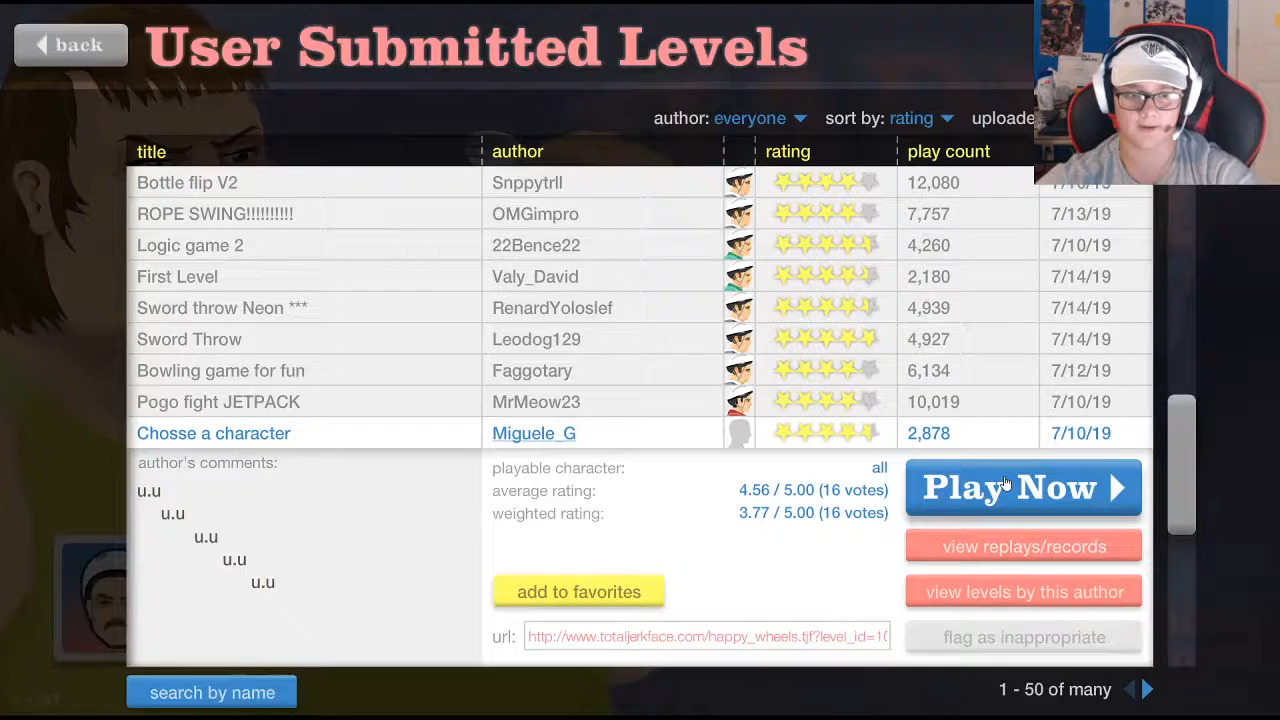 back
User Submitted Levels
author: everyone sort by: rating uploade
title author rating play count
Bottle flip V2 Snppytrll 12,080
ROPE SWING!!!!!!!!!! OMGimpro 7,757 7/13/19
Logic game 2 22Bence22 4,260 7/10/19
First Level Valy_David 2,180 7/14/19
Sword throw Neon *** RenardYoloslef 4,939 7/14/19
Sword Throw Leodog129 4,927 7/14/19
Bowling game for fun Faggotary 6,134 7/12/19
Pogo fight JETPACK MrMeow23 10,019 7/10/19
Chosse a character Miguele_G 2,878 7/10/19
author's comments:
u.u
u.u
u.u
u.u
u.u
playable character: all
average rating: 4.56 / 5.00 (16 votes)
weighted rating: 3.77 / 5.00 (16 votes)
add to favorites
url: http://www.totaljerkface.com/happy_wheels.tjf?level_id=1(
Play Now
view replays/records
view levels by this author
flag as inappropriate
search by name
1 - 50 of many